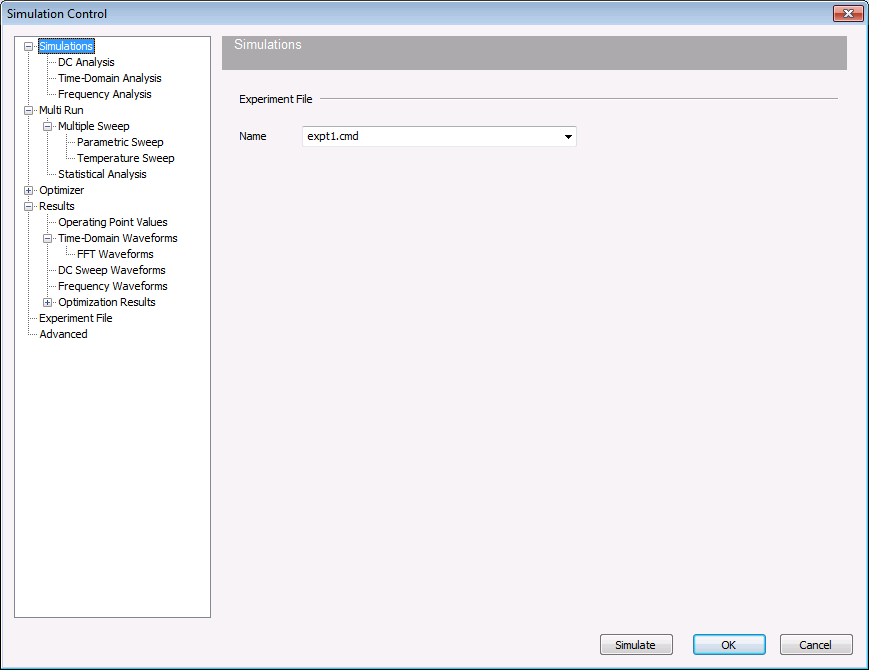 Simulation Control
Simulations
DC Analysis
Time-Domain Analysis
Frequency Analysis
Multi Run
Multiple Sweep
Parametric Sweep
Temperature Sweep
Statistical Analysis
Optimizer
Results
Operating Point Values
Time-Domain Waveforms
FFT Waveforms
DC Sweep Waveforms
Frequency Waveforms
Optimization Results
Experiment File
Advanced
Simulations
Experiment File
Name expt1.cmd
Simulate OK Cancel